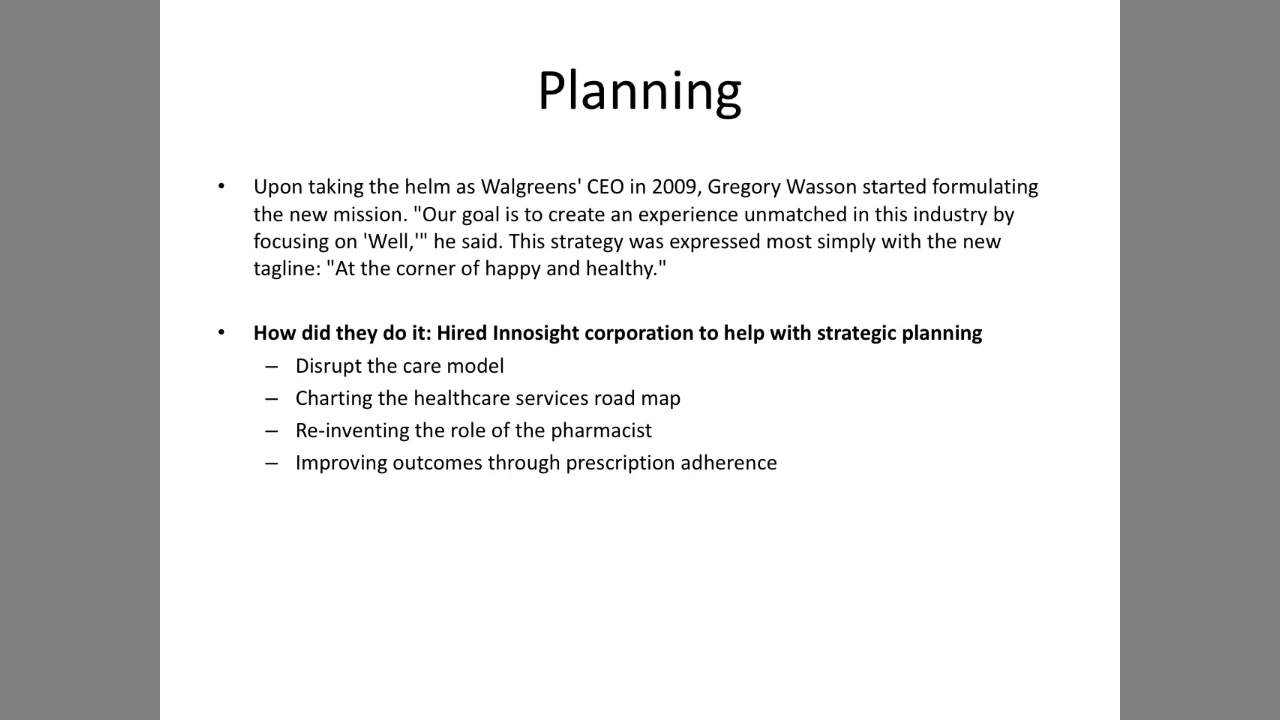 Planning
• Upon taking the helm as Walgreens' CEO in 2009, Gregory Wasson started formulating
the new mission. "Our goal is to create an experience unmatched in this industry by
focusing on 'Well,'" he said. This strategy was expressed most simply with the new
tagline: "At the corner of happy and healthy."
• How did they do it: Hired Innosight corporation to help with strategic planning
– Disrupt the care model
– Charting the healthcare services road map
– Re-inventing the role of the pharmacist
– Improving outcomes through prescription adherence